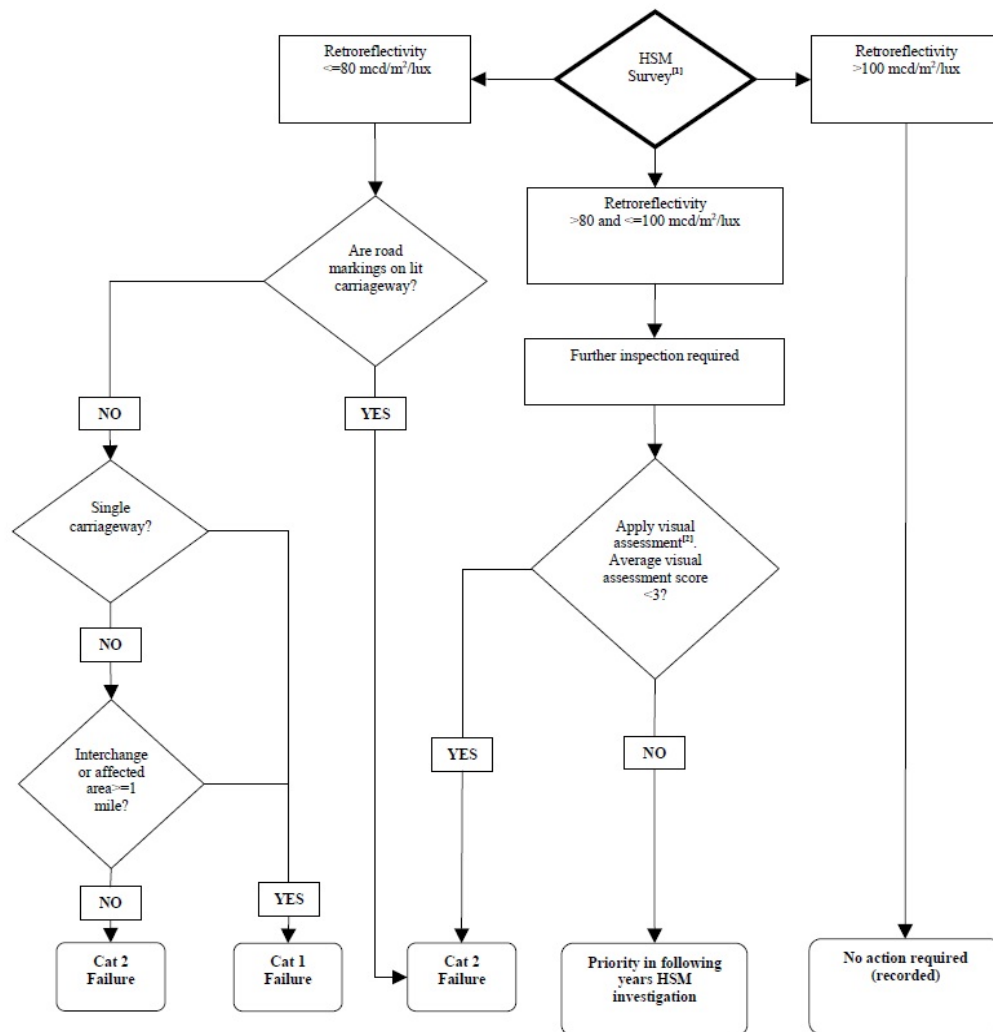 Retroreflectivity
<=80 mcd/m²/lux
HSM
Survey[1]
Retroreflectivity
>100 mcd/m²/lux
Retroreflectivity
>80 and <=100 mcd/m²/lux
Are road
markings on lit
carriageway?
Further inspection required
NO
YES
Single
carriageway?
Apply visual
assessment[2].
Average visual
assessment score
<3?
NO
Interchange
or affected
area>=1
mile?
YES
NO
NO
YES
Cat 2
Failure
Cat 1
Failure
Cat 2
Failure
Priority in following
years HSM
investigation
No action required
(recorded)